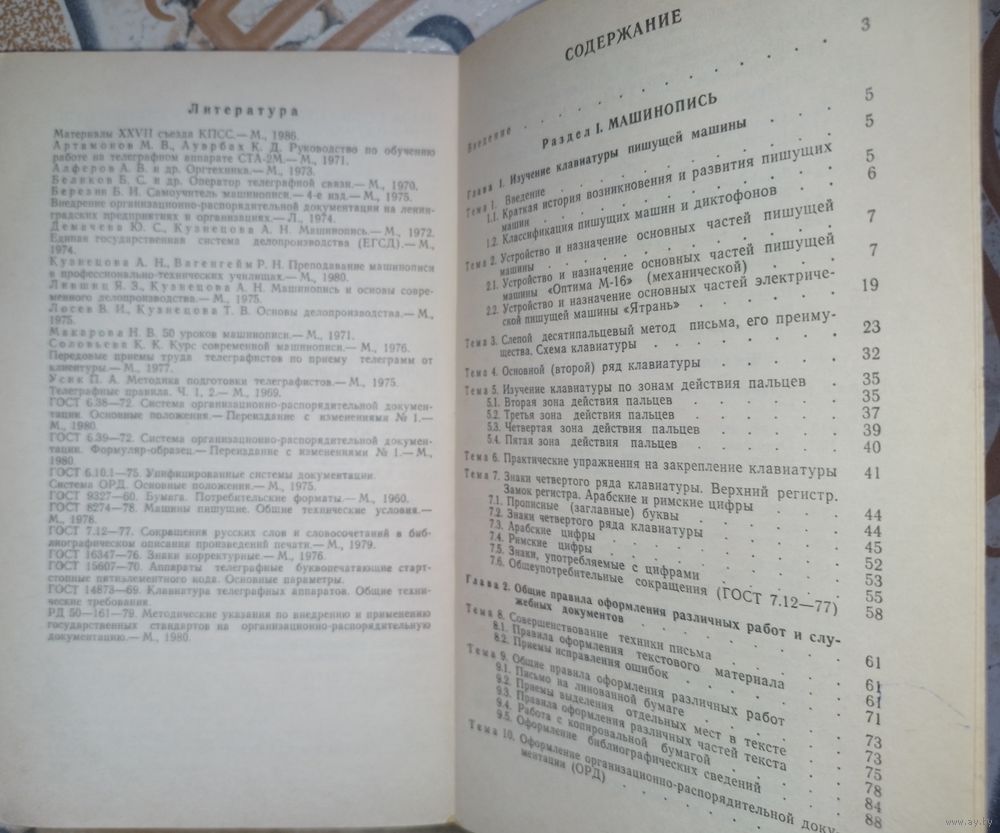 Литература
Материалы XXVII съезда КПСС.— М., 1986.
Артамонов М. В., Ауэрбах К. Д. Руководство по обучению
работе на телеграфном аппарате СТА-2М.— М., 1971.
Алферов А. В. и др. Оргтехника.— М., 1973.
Беликов Б. С. и др. Оператор телеграфной связи.— М., 1970.
Березин Б. И. Самоучитель машинописи.— 4-е изд.— М., 1975.
Внедрение организационно-распорядительной документации на ленин-
градских предприятиях и организациях.— Л., 1974.
Демачева Ю. С., Кузнецова А. Н. Машинопись.— М., 1972.
Единая государственная система делопроизводства (ЕГСД).— М.,
1974.
Кузнецова А. Н., Вагенгейм Р. Н. Преподавание машинописи
в профессионально-технических училищах.— М., 1980.
Лившиц Я. З., Кузнецова А. Н. Машинопись и основы совре-
менного делопроизводства.— М., 1975.
Лосев В. И., Кузнецова Т. В. Основы делопроизводства.— М.,
1975.
Макарова Н. В. 50 уроков машинописи.— М., 1971.
Соловьева К. К. Курс современной машинописи.— М., 1976.
Передовые приемы труда телеграфистов по приему телеграмм от
клиентуры.— М., 1977.
Усик П. А. Методика подготовки телеграфистов.— М., 1975.
Телеграфные правила. Ч. 1, 2.— М., 1969.
ГОСТ 6.38—72. Система организационно-распорядительной докумен-
тации. Основные положения.— Переиздание с изменениями № 1.—
М., 1980.
ГОСТ 6.39—72. Система организационно-распорядительной докумен-
тации. Формуляр-образец.— Переиздание с изменениями № 1.— М.,
1980.
ГОСТ 6.10.1—75. Унифицированные системы документации.
Система ОРД. Основные положения.— М., 1975.
ГОСТ 9327—60. Бумага. Потребительские форматы.— М., 1960.
ГОСТ 8274—78. Машины пишущие. Общие технические условия.—
М., 1978.
ГОСТ 7.12—77. Сокращения русских слов и словосочетаний в биб-
лиографическом описании произведений печати.— М., 1979.
ГОСТ 16347—76. Знаки корректурные.— М., 1976.
ГОСТ 15607—70. Аппараты телеграфные буквопечатающие старт-
стопные пятиэлементного кода. Основные параметры.
ГОСТ 14873—69. Клавиатура телеграфных аппаратов. Общие техни-
ческие требования.
РД 50—161—79. Методические указания по внедрению и применению
государственных стандартов на организационно-распорядительную
документацию.— М., 1980.
СОДЕРЖАНИЕ
Введение . . . . . . . . 3
Раздел I. МАШИНОПИСЬ
Глава 1. Изучение клавиатуры пишущей машины . . 5
Тема 1. Введение . . . . . . . 5
1.1. Краткая история возникновения и развития пишущих
машин . . . . . . . 5
1.2. Классификация пишущих машин и диктофонов . . 6
Тема 2. Устройство и назначение основных частей пишущей
машины . . . . . . . 7
2.1. Устройство и назначение основных частей пишущей
машины «Оптима М-16» (механической) . . . 7
2.2. Устройство и назначение основных частей электриче-
ской пишущей машины «Ятрань» . . . . 19
Тема 3. Слепой десятипальцевый метод письма, его преиму-
щества. Схема клавиатуры . . . . . 23
Тема 4. Основной (второй) ряд клавиатуры . . . 32
Тема 5. Изучение клавиатуры по зонам действия пальцев . 35
5.1. Вторая зона действия пальцев . . . . 35
5.2. Третья зона действия пальцев . . . . 37
5.3. Четвертая зона действия пальцев . . . . 39
5.4. Пятая зона действия пальцев . . . . 40
Тема 6. Практические упражнения на закрепление клавиатуры 41
Тема 7. Знаки четвертого ряда клавиатуры. Верхний регистр.
Замок регистра. Арабские и римские цифры . . 44
7.1. Прописные (заглавные) буквы . . . . 44
7.2. Знаки четвертого ряда клавиатуры . . . 45
7.3. Арабские цифры . . . . . . 52
7.4. Римские цифры . . . . . . 53
7.5. Знаки, употребляемые с цифрами . . . 55
7.6. Общеупотребительные сокращения (ГОСТ 7.12—77) 58
Глава 2. Общие правила оформления различных работ и слу-
жебных документов . . . . . . 61
Тема 8. Совершенствование техники письма . . . 61
8.1. Правила оформления текстового материала . . 61
8.2. Приемы исправления ошибок . . . . 71
Тема 9. Общие правила оформления различных работ . 73
9.1. Письмо на линованной бумаге . . . . 73
9.2. Приемы выделения отдельных мест в тексте . . 75
9.3. Правила оформления различных частей текста . 78
9.4. Работа с копировальной бумагой . . . 84
9.5. Оформление библиографических сведений . . 88
Тема 10. Оформление организационно-распорядительной доку-
ментации (ОРД) . . . .
www.ay.by